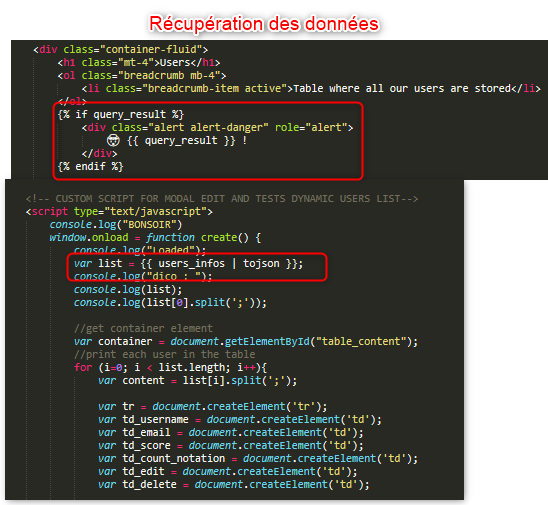 Récupération des données
<div class="container-fluid">
<h1 class="mt-4">Users</h1>
<ol class="breadcrumb mb-4">
<li class="breadcrumb-item active">Table where all our users are stored</li>
</ol>
{% if query_result %}
<div class="alert alert-danger" role="alert">
{{ query_result }} !
</div>
{% endif %}
<!-- CUSTOM SCRIPT FOR MODAL EDIT AND TESTS DYNAMIC USERS LIST-->
<script type="text/javascript">
console.log("BONSOIR")
window.onload = function create() {
console.log("Loaded");
var list = {{ users_infos | tojson }};
console.log("dico : ");
console.log(list);
console.log(list[0].split(';'));
//get container element
var container = document.getElementById("table_content");
//print each user in the table
for (i=0; i < list.length; i++){
var content = list[i].split(';');
var tr = document.createElement('tr');
var td_username = document.createElement('td');
var td_email = document.createElement('td');
var td_score = document.createElement('td');
var td_count_notation = document.createElement('td');
var td_edit = document.createElement('td');
var td_delete = document.createElement('td');